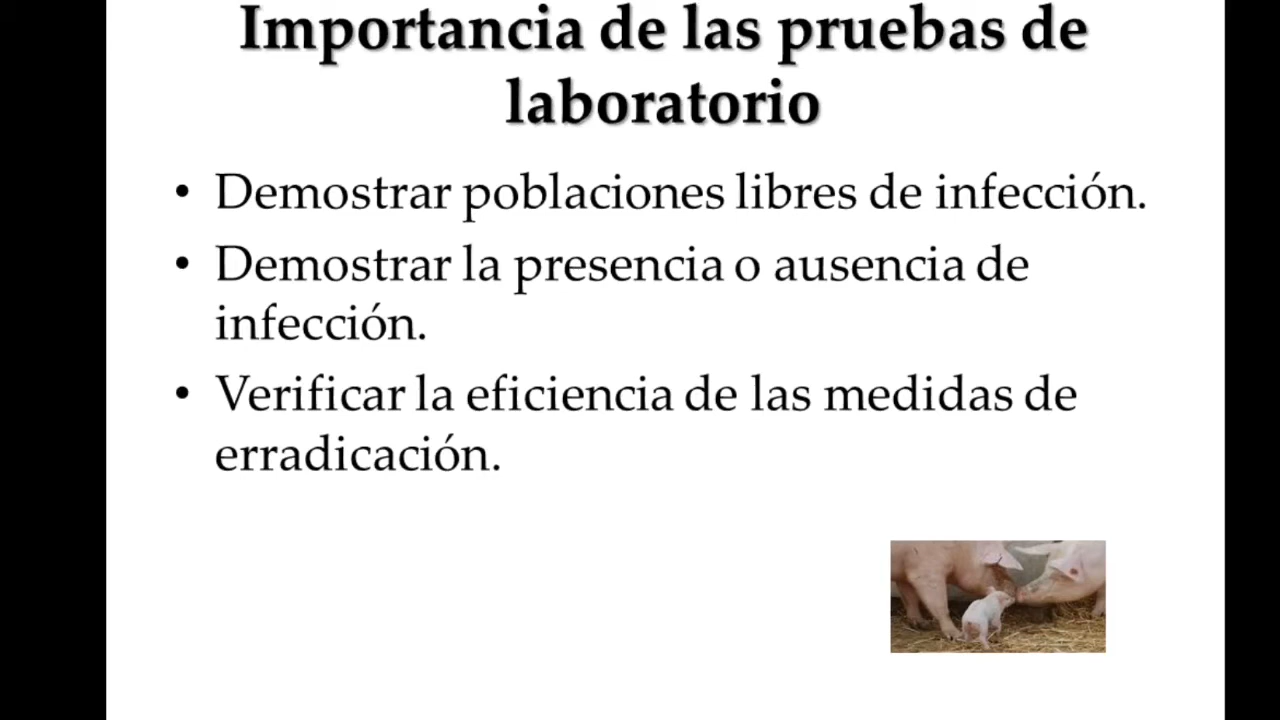 Importancia de las pruebas de
laboratorio
• Demostrar poblaciones libres de infección.
• Demostrar la presencia o ausencia de
infección.
• Verificar la eficiencia de las medidas de
erradicación.